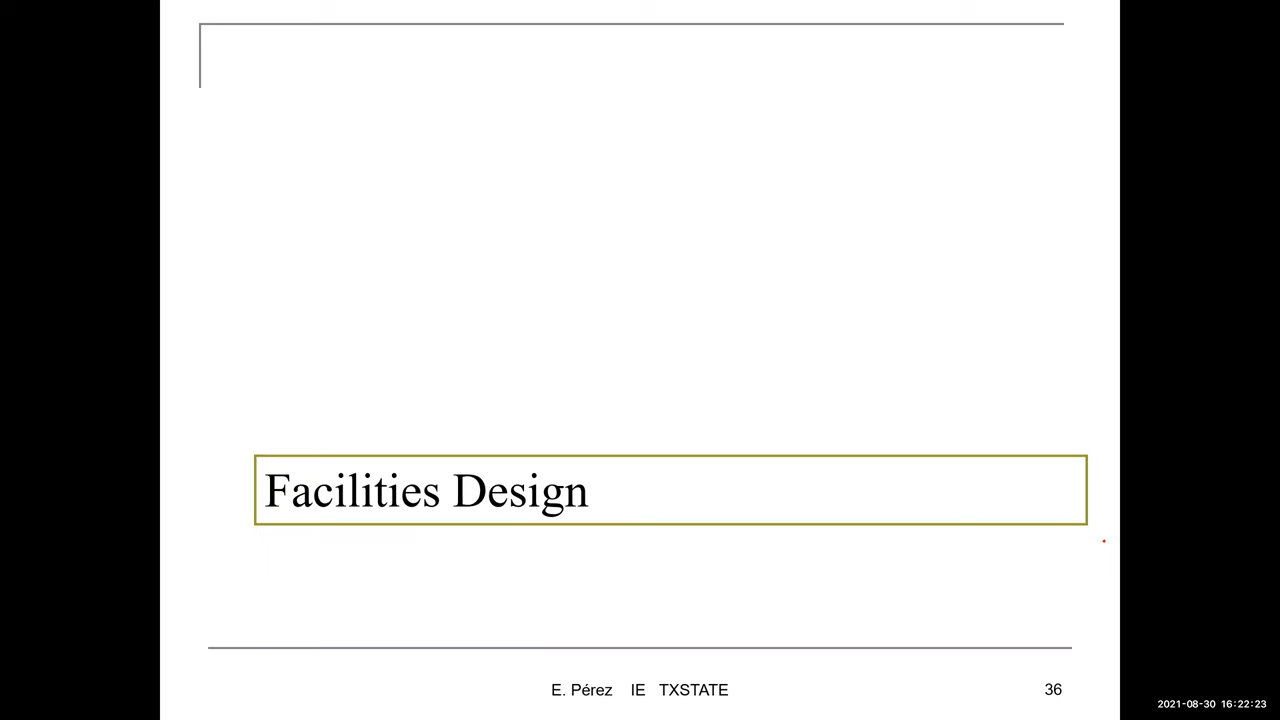 Facilities Design
E. Pérez IE TXSTATE
36
2021-08-30 16:22:23